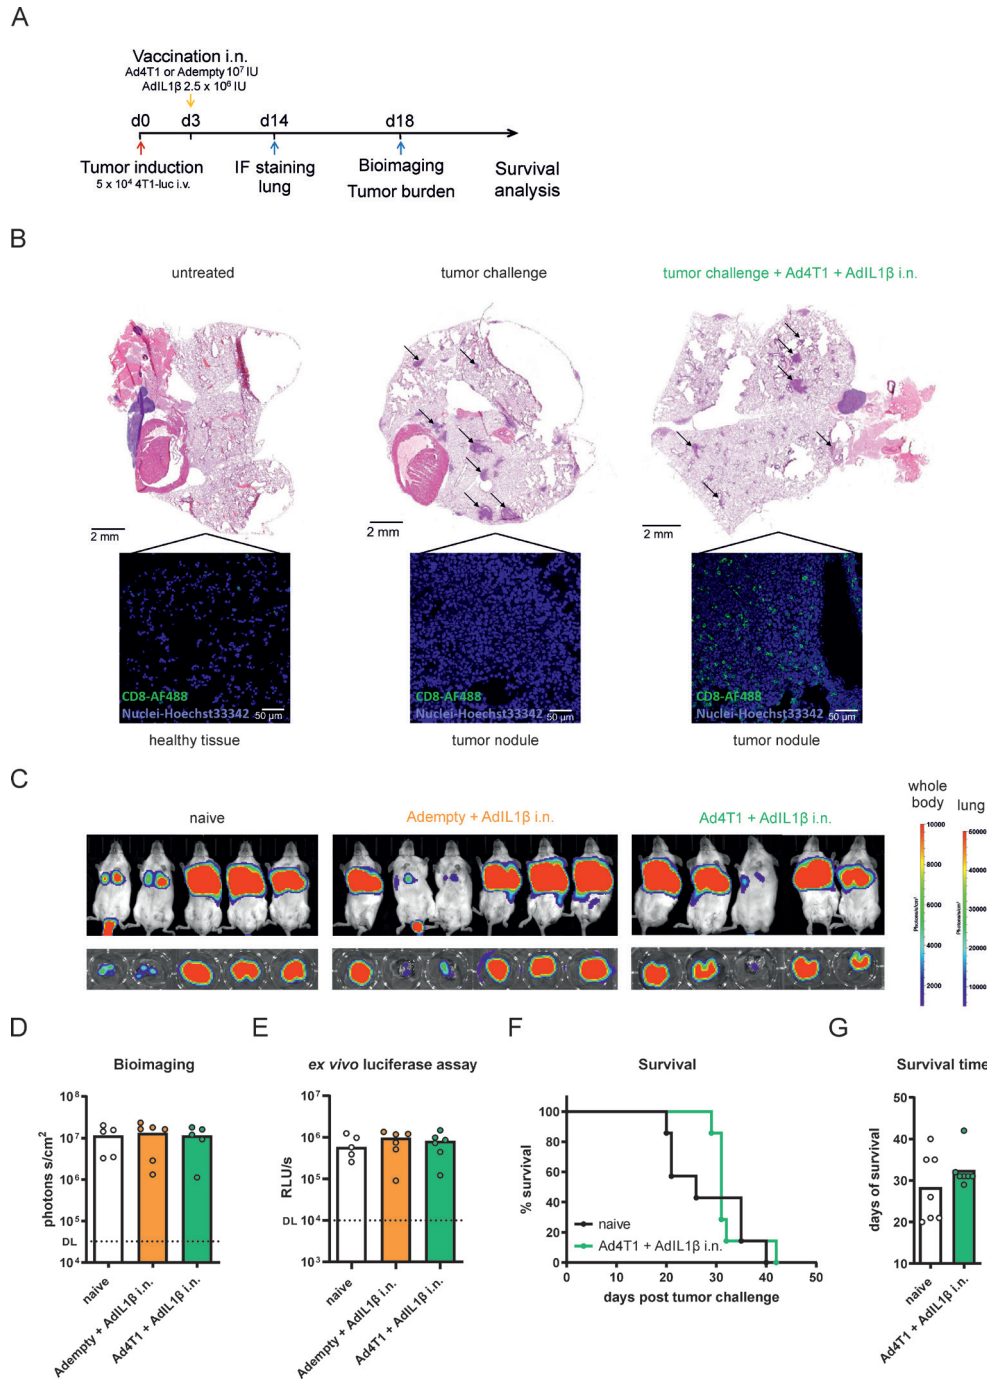 A
Vaccination i.n.
Ad4T1 or Adempty 10⁷ IU
AdIL1β 2.5 x 10⁶ IU
d0 d3 d14 d18
Tumor induction IF staining Bioimaging Survival
5 x 10⁴ 4T1-luc i.v. lung Tumor burden analysis
B
untreated tumor challenge tumor challenge + Ad4T1 + AdIL1β i.n.
2 mm 2 mm 2 mm
CD8-AF488 CD8-AF488 CD8-AF488
Nuclei-Hoechst33342 50 µm Nuclei-Hoechst33342 50 µm Nuclei-Hoechst33342 50 µm
healthy tissue tumor nodule tumor nodule
C
naive Adempty + AdIL1β i.n. Ad4T1 + AdIL1β i.n. whole body lung
10000 60000
8000 50000
40000
6000
30000
4000
20000
2000 10000
Photons/s/cm² Photons/s/cm²
D
Bioimaging
photons s/cm²
10⁸
10⁷
10⁶
10⁵
DL
10⁴
naive Adempty + AdIL1β i.n. Ad4T1 + AdIL1β i.n.
E
ex vivo luciferase assay
RLU/s
10⁷
10⁶
10⁵
DL 10⁴
10³
naive Adempty + AdIL1β i.n. Ad4T1 + AdIL1β i.n.
F
Survival
% survival
100
80
60
40
20
0
naive
Ad4T1 + AdIL1β i.n.
0 10 20 30 40 50
days post tumor challenge
G
Survival time
days of survival
50
40
30
20
10
naive Ad4T1 + AdIL1β i.n.